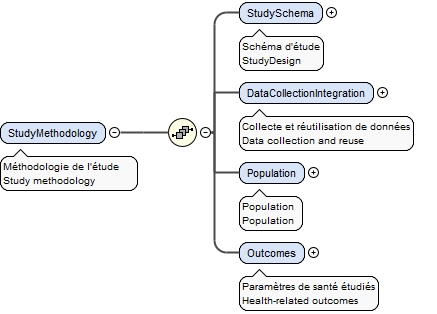 StudySchema
Schéma d'étude
StudyDesign
DataCollectionIntegration
Collecte et réutilisation de données
Data collection and reuse
StudyMethodology
Méthodologie de l'étude
Study methodology
Population
Population
Population
Outcomes
Paramètres de santé étudiés
Health-related outcomes